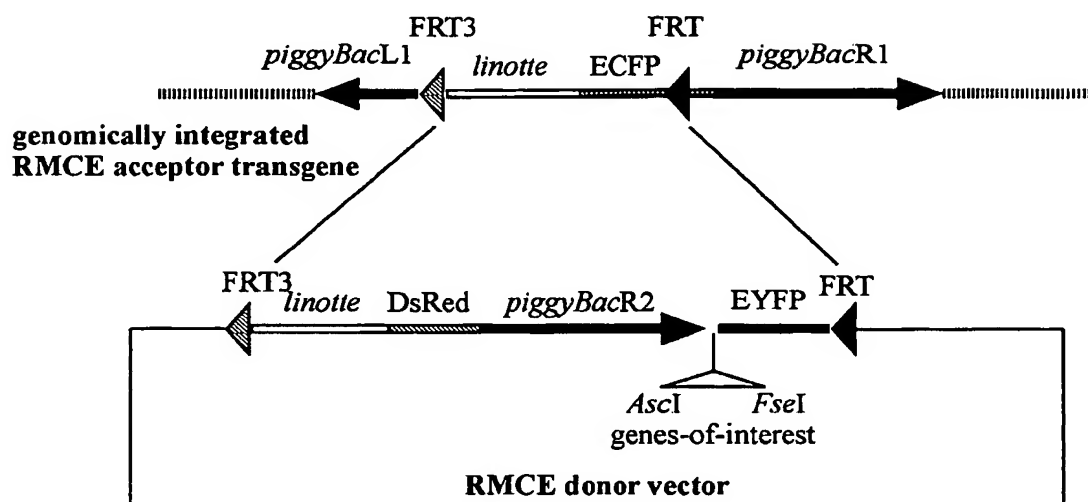 FRT3 FRT
piggyBacL1 linotte ECFP piggyBacR1
genomically integrated
RMCE acceptor transgene
FRT3 linotte DsRed piggyBacR2 EYFP FRT
AscI FseI
genes-of-interest
RMCE donor vector